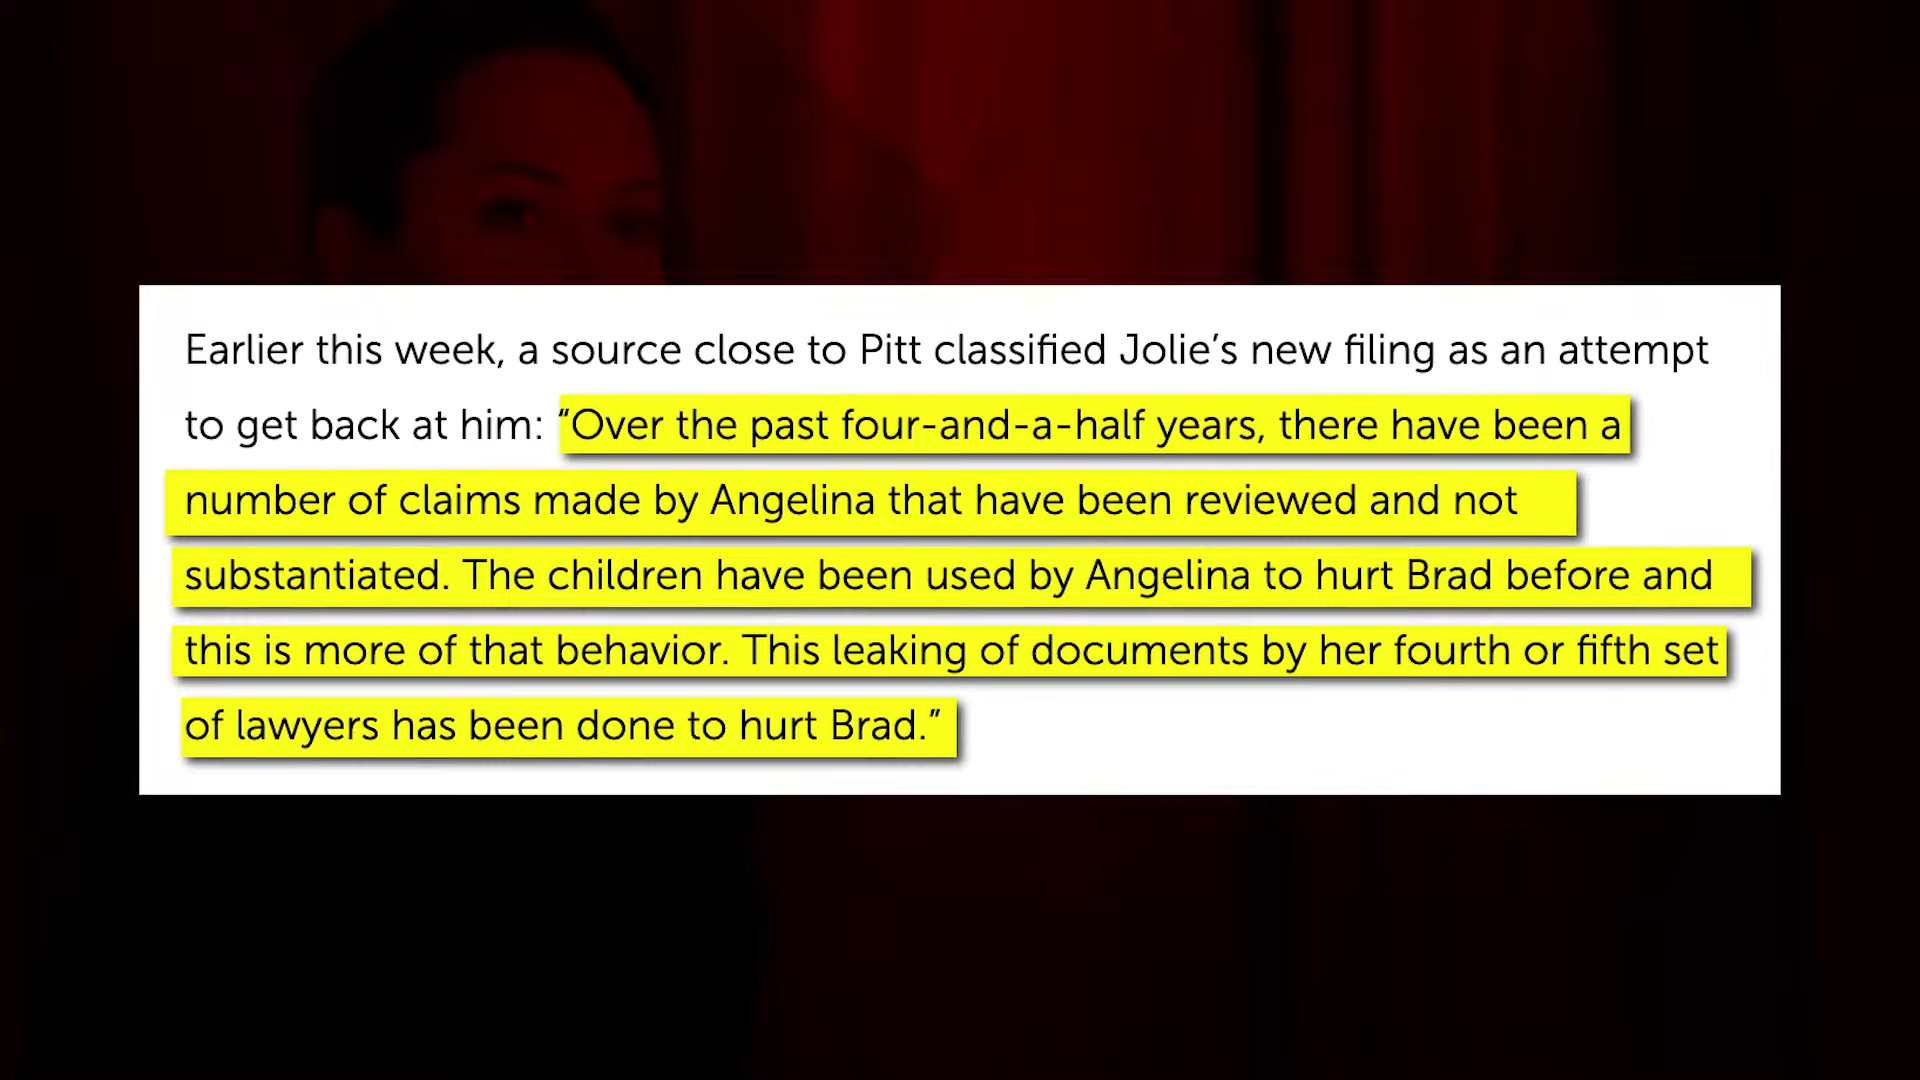 Earlier this week, a source close to Pitt classified Jolie’s new filing as an attempt
to get back at him: “Over the past four-and-a-half years, there have been a
number of claims made by Angelina that have been reviewed and not
substantiated. The children have been used by Angelina to hurt Brad before and
this is more of that behavior. This leaking of documents by her fourth or fifth set
of lawyers has been done to hurt Brad.”